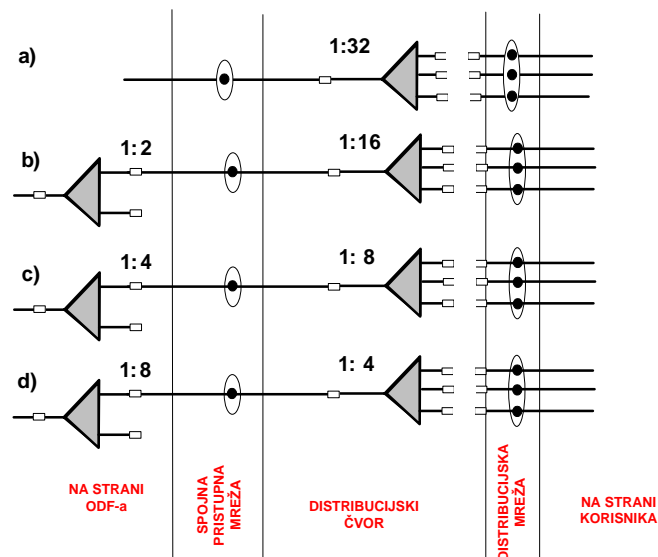 a)
1:32
b)
1:2
1:16
c)
1:4
1: 8
d)
1:8
1: 4
NA STRANI
ODF-a
SPOJNA
PRISTUPNA
MREŽA
DISTRIBUCIJSKI
ČVOR
DISTRIBUCIJSKA
MREŽA
NA STRANI
KORISNIKA